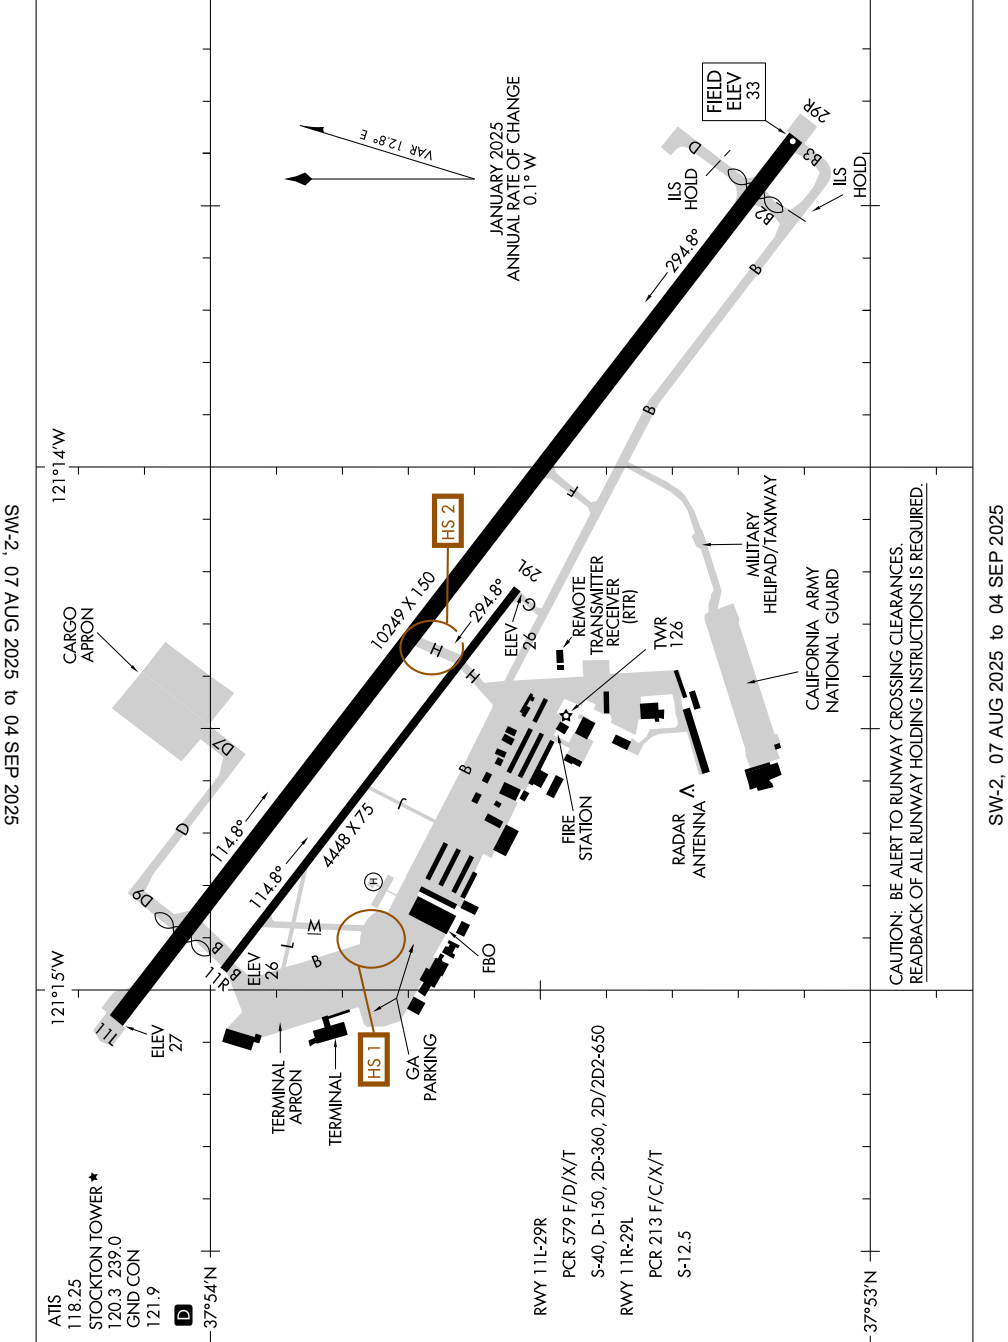 SW-2, 07 AUG 2025 to 04 SEP 2025
ATIS
118.25
STOCKTON TOWER ★
120.3 239.0
GND CON
121.9
D
37°54'N
37°53'N
121°15'W
121°14'W
JANUARY 2025
ANNUAL RATE OF CHANGE
0.1° W
VAR 12.8° E
FIELD
ELEV
33
29R
B3
ILS
HOLD
D
ILS
HOLD
B2
B
294.8°
B
F
HS 2
10249 X 150
CARGO
APRON
D7
D
D9
B
114.8°
11L
ELEV
27
11R
B
ELEV
26
114.8°
4448 X 75
294.8°
29L
G
ELEV
26
H
H
J
B
H
M
L
B
HS 1
GA
PARKING
FBO
TERMINAL
APRON
TERMINAL
REMOTE
TRANSMITTER
RECEIVER
(RTR)
TWR
126
FIRE
STATION
RADAR
ANTENNA
MILITARY
HELIPAD/TAXIWAY
CALIFORNIA ARMY
NATIONAL GUARD
RWY 11L-29R
PCR 579 F/D/X/T
S-40, D-150, 2D-360, 2D/2D2-650
RWY 11R-29L
PCR 213 F/C/X/T
S-12.5
CAUTION: BE ALERT TO RUNWAY CROSSING CLEARANCES.
READBACK OF ALL RUNWAY HOLDING INSTRUCTIONS IS REQUIRED.
SW-2, 07 AUG 2025 to 04 SEP 2025